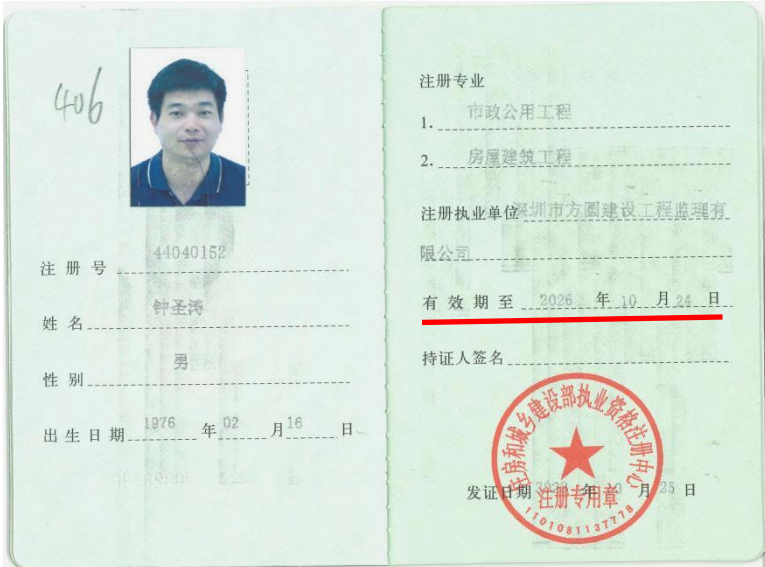 406
注册号 44040152
姓名 钟圣涛
性别 男
出生日期 1976 年 02 月 16 日
注册专业
1. 市政公用工程
2. 房屋建筑工程
注册执业单位 深圳市方圆建设工程监理有
限公司
有效期至 2026 年 10 月 24 日
持证人签名
住房和城乡建设部执业资格注册中心
发证日期 年 月 25 日
注册专用章
1101081137778